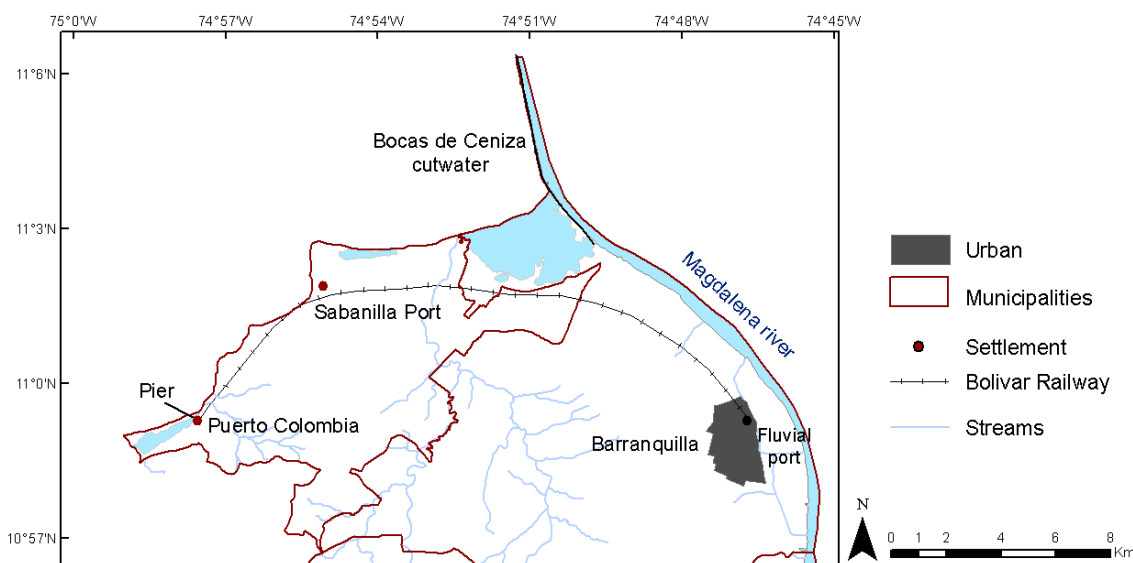 75°0'W 74°57'W 74°54'W 74°51'W 74°48'W 74°45'W
11°6'N
11°3'N
11°0'N
10°57'N
Bocas de Ceniza
cutwater
Magdalena river
Sabanilla Port
Pier
Puerto Colombia
Barranquilla
Fluvial
port
Urban
Municipalities
Settlement
Bolivar Railway
Streams
N
0 1 2 4 6 8
Km